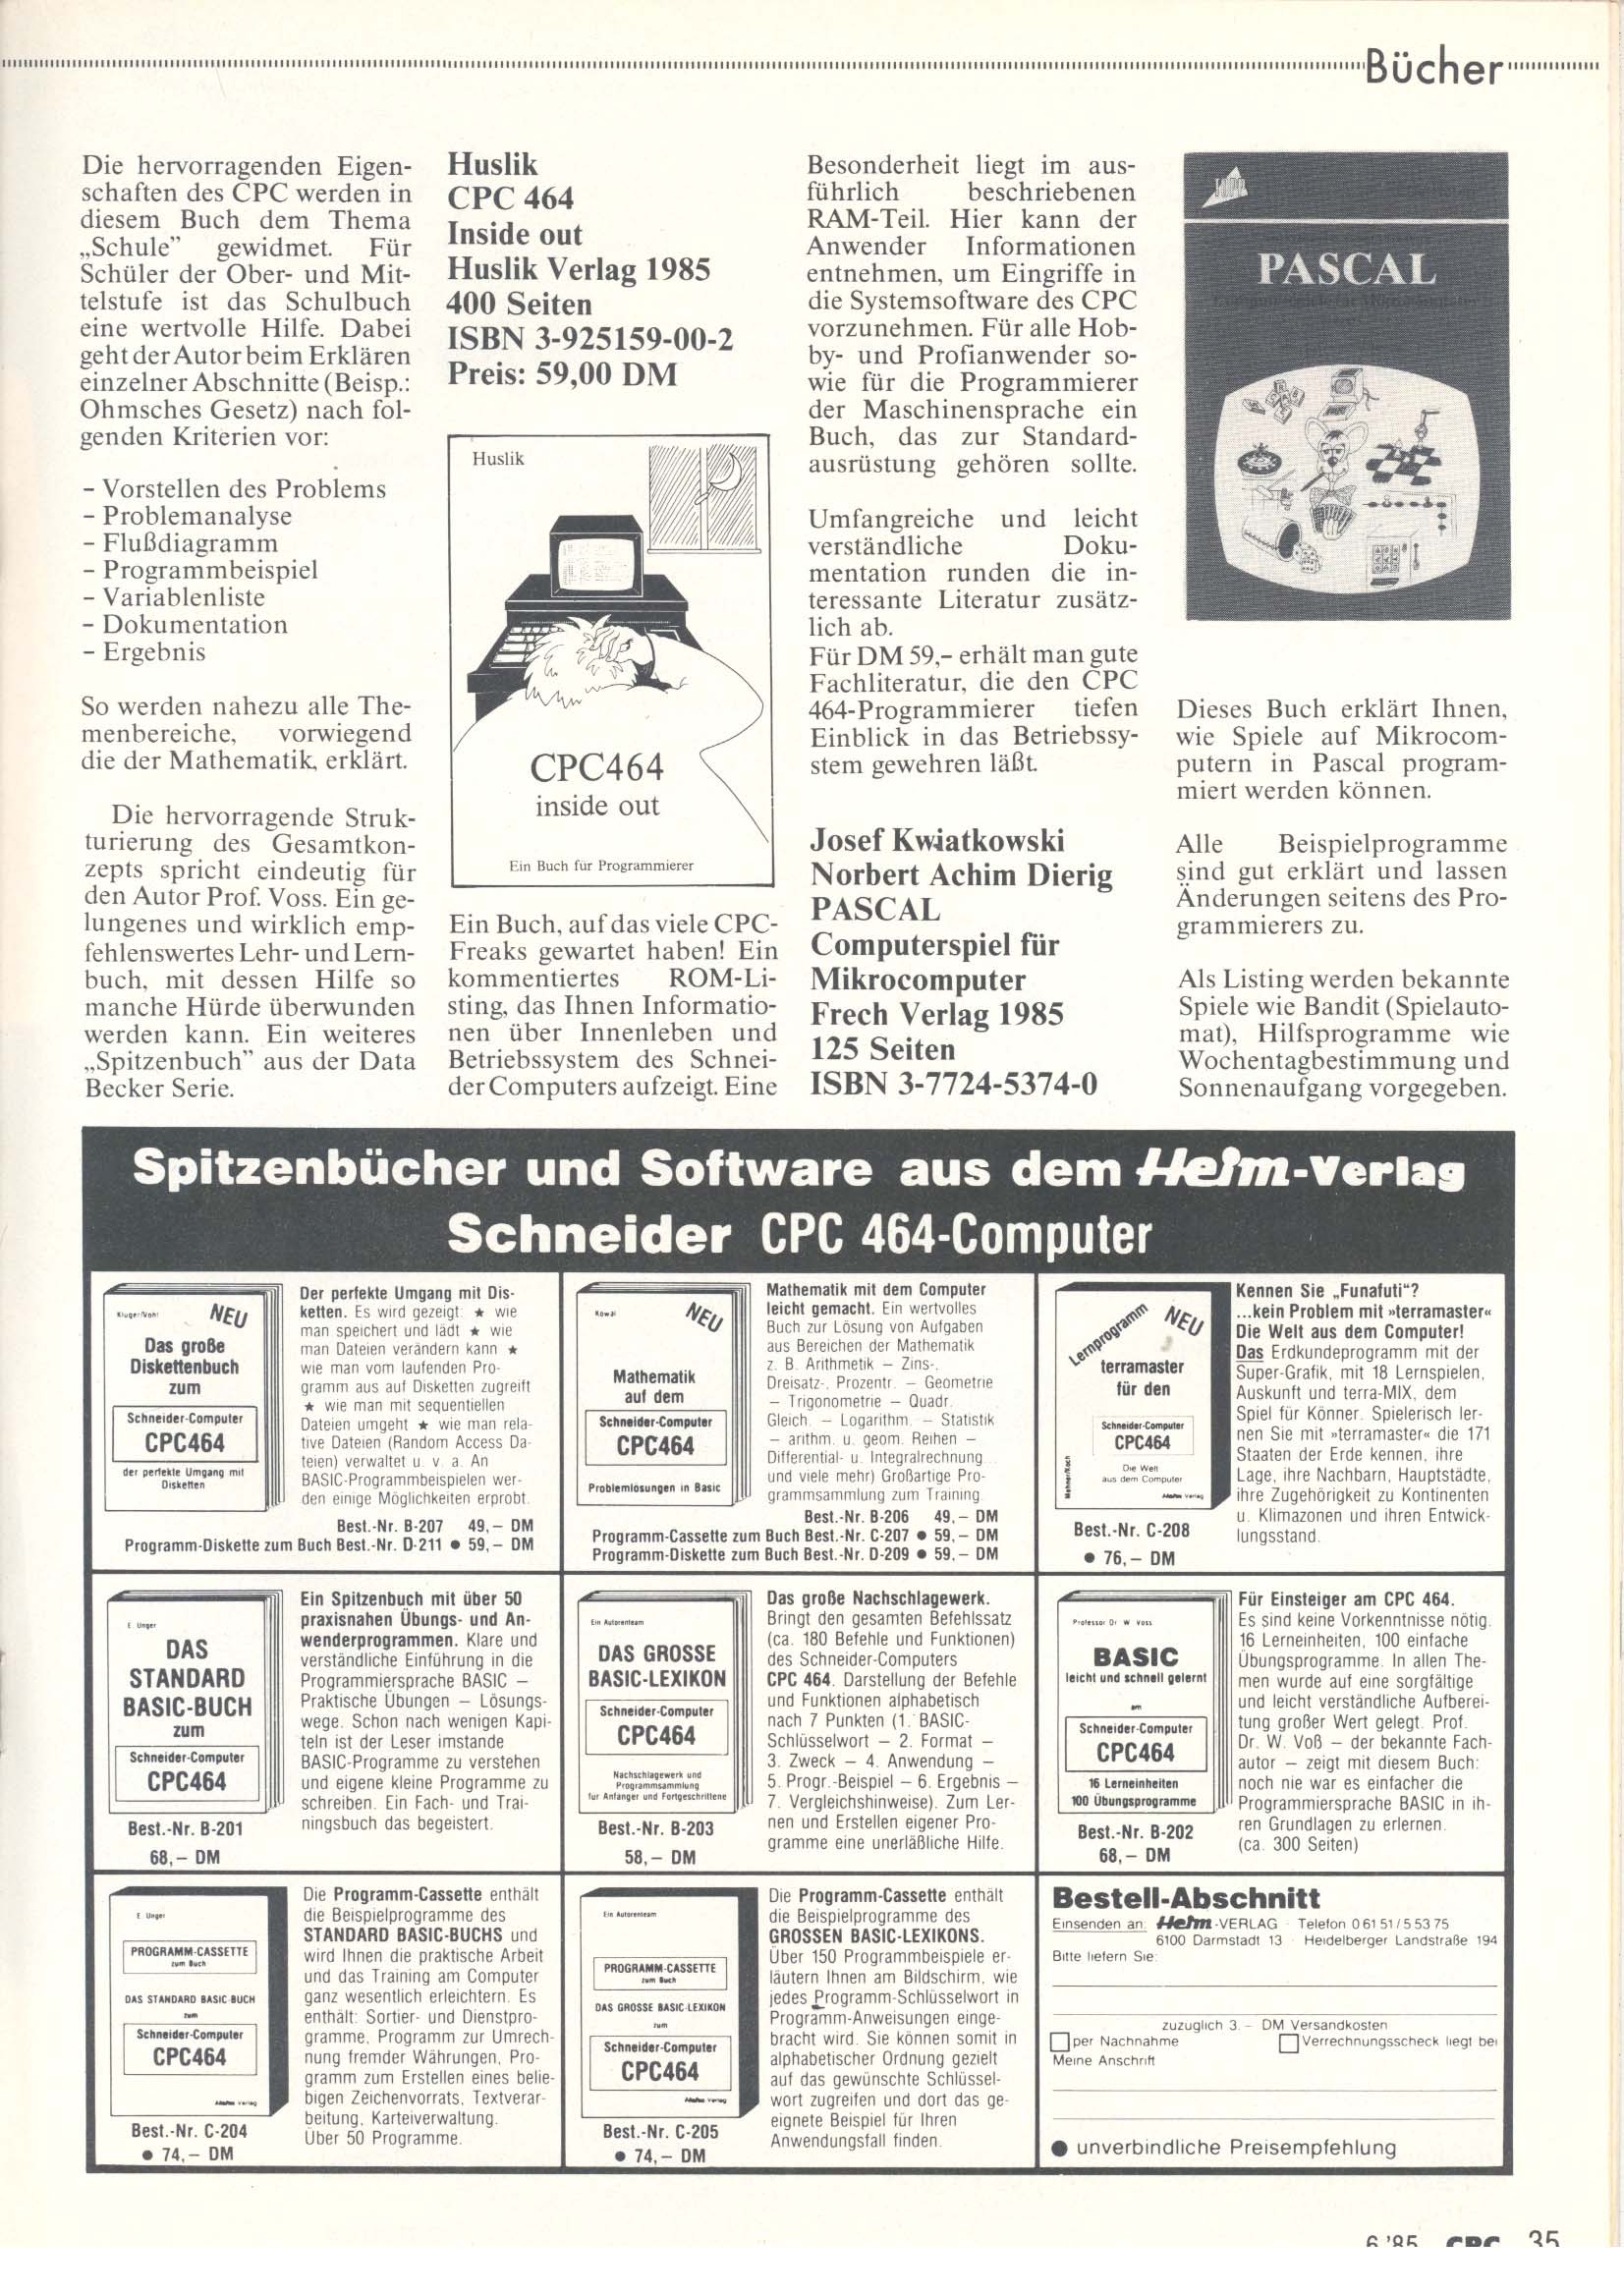 Bücher
Die hervorragenden Eigen-
schaften des CPC werden in
diesem Buch dem Thema
„Schule” gewidmet. Für
Schüler der Ober- und Mit-
telstufe ist das Schulbuch
eine wertvolle Hilfe. Dabei
geht der Autor beim Erklären
einzelner Abschnitte (Beisp.:
Ohmsches Gesetz) nach fol-
genden Kriterien vor:
- Vorstellen des Problems
- Problemanalyse
- Flußdiagramm
- Programmbeispiel
- Variablenliste
- Dokumentation
- Ergebnis
So werden nahezu alle The-
menbereiche, vorwiegend
die der Mathematik, erklärt.
Die hervorragende Struk-
turierung des Gesamtkon-
zepts spricht eindeutig für
den Autor Prof. Voss. Ein ge-
lungenes und wirklich emp-
fehlenswertes Lehr- und Lern-
buch, mit dessen Hilfe so
manche Hürde überwunden
werden kann. Ein weiteres
„Spitzenbuch” aus der Data
Becker Serie.
Huslik
CPC 464
Inside out
Huslik Verlag 1985
400 Seiten
ISBN 3-925159-00-2
Preis: 59,00 DM
Huslik
CPC464
inside out
Ein Buch für Programmierer
Ein Buch, auf das viele CPC-
Freaks gewartet haben! Ein
kommentiertes ROM-Li-
sting, das Ihnen Informatio-
nen über Innenleben und
Betriebssystem des Schnei-
der Computers aufzeigt. Eine
Besonderheit liegt im aus-
führlich beschriebenen
RAM-Teil. Hier kann der
Anwender Informationen
entnehmen, um Eingriffe in
die Systemsoftware des CPC
vorzunehmen. Für alle Hob-
by- und Profianwender so-
wie für die Programmierer
der Maschinensprache ein
Buch, das zur Standard-
ausrüstung gehören sollte.
Umfangreiche und leicht
verständliche Doku-
mentation runden die in-
teressante Literatur zusätz-
lich ab.
Für DM 59,– erhält man gute
Fachliteratur, die den CPC
464-Programmierer tiefen
Einblick in das Betriebssy-
stem gewehren läßt.
Josef Kwiatkowski
Norbert Achim Dierig
PASCAL
Computerspiel für
Mikrocomputer
Frech Verlag 1985
125 Seiten
ISBN 3-7724-5374-0
PASCAL
Dieses Buch erklärt Ihnen,
wie Spiele auf Mikrocom-
putern in Pascal program-
miert werden können.
Alle Beispielprogramme
sind gut erklärt und lassen
Änderungen seitens des Pro-
grammierers zu.
Als Listing werden bekannte
Spiele wie Bandit (Spielauto-
mat), Hilfsprogramme wie
Wochentagbestimmung und
Sonnenaufgang vorgegeben.
Spitzenbücher und Software aus dem Heim-Verlag
Schneider CPC 464-Computer
Kluger/Vohl NEU
Das große
Diskettenbuch
zum
Schneider-Computer
CPC464
der perfekte Umgang mit
Disketten
Der perfekte Umgang mit Dis-
ketten. Es wird gezeigt: ★ wie
man speichert und lädt ★ wie
man Dateien verändern kann ★
wie man vom laufenden Pro-
gramm aus auf Disketten zugreift
★ wie man mit sequentiellen
Dateien umgeht ★ wie man rela-
tive Dateien (Random Access Da-
teien) verwaltet u. v. a. An
BASIC-Programmbeispielen wer-
den einige Möglichkeiten erprobt.
Best.-Nr. B-207 49,– DM
Programm-Diskette zum Buch Best.-Nr. D-211 ● 59,– DM
Kowal NEU
Mathematik
auf dem
Schneider-Computer
CPC464
Problemlösungen in Basic
Mathematik mit dem Computer
leicht gemacht. Ein wertvolles
Buch zur Lösung von Aufgaben
aus Bereichen der Mathematik
z. B. Arithmetik – Zins-,
Dreisatz-, Prozentr. – Geometrie
– Trigonometrie – Quadr.
Gleich. – Logarithm. – Statistik
– arithm. u. geom. Reihen –
Differential- u. Integralrechnung...
und viele mehr) Großartige Pro-
grammsammlung zum Training.
Best.-Nr. B-206 49,– DM
Programm-Cassette zum Buch Best.-Nr. C-207 ● 59,– DM
Programm-Diskette zum Buch Best.-Nr. D-209 ● 59,– DM
Lernprogramm NEU
terramaster
für den
Schneider-Computer
CPC464
Die Welt
aus dem Computer
Heim Verlag
Best.-Nr. C-208
● 76,– DM
Kennen Sie „Funafuti“?
...kein Problem mit »terramaster«
Die Welt aus dem Computer!
Das Erdkundeprogramm mit der
Super-Grafik, mit 18 Lernspielen,
Auskunft und terra-MIX, dem
Spiel für Könner. Spielerisch ler-
nen Sie mit »terramaster« die 171
Staaten der Erde kennen, ihre
Lage, ihre Nachbarn, Hauptstädte,
ihre Zugehörigkeit zu Kontinenten
u. Klimazonen und ihren Entwick-
lungsstand.
E. Unger
DAS
STANDARD
BASIC-BUCH
zum
Schneider-Computer
CPC464
Best.-Nr. B-201
68,– DM
Ein Spitzenbuch mit über 50
praxisnahen Übungs- und An-
wenderprogrammen. Klare und
verständliche Einführung in die
Programmiersprache BASIC –
Praktische Übungen – Lösungs-
wege. Schon nach wenigen Kapi-
teln ist der Leser imstande
BASIC-Programme zu verstehen
und eigene kleine Programme zu
schreiben. Ein Fach- und Trai-
ningsbuch das begeistert.
Ein Autorenteam
DAS GROSSE
BASIC-LEXIKON
Schneider-Computer
CPC464
Nachschlagewerk und
Programmsammlung
für Anfänger und Fortgeschrittene
Best.-Nr. B-203
58,– DM
Das große Nachschlagewerk.
Bringt den gesamten Befehlssatz
(ca. 180 Befehle und Funktionen)
des Schneider-Computers
CPC 464. Darstellung der Befehle
und Funktionen alphabetisch
nach 7 Punkten (1. BASIC-
Schlüsselwort – 2. Format –
3. Zweck – 4. Anwendung –
5. Progr.-Beispiel – 6. Ergebnis –
7. Vergleichshinweise). Zum Ler-
nen und Erstellen eigener Pro-
gramme eine unerläßliche Hilfe.
Professor Dr. W. Voss
BASIC
leicht und schnell gelernt
am
Schneider-Computer
CPC464
16 Lerneinheiten
100 Übungsprogramme
Best.-Nr. B-202
68,– DM
Für Einsteiger am CPC 464.
Es sind keine Vorkenntnisse nötig.
16 Lerneinheiten, 100 einfache
Übungsprogramme. In allen The-
men wurde auf eine sorgfältige
und leicht verständliche Aufberei-
tung großer Wert gelegt. Prof.
Dr. W. Voß – der bekannte Fach-
autor – zeigt mit diesem Buch:
noch nie war es einfacher die
Programmiersprache BASIC in ih-
ren Grundlagen zu erlernen.
(ca. 300 Seiten)
E. Unger
PROGRAMM-CASSETTE
zum Buch
DAS STANDARD BASIC-BUCH
zum
Schneider-Computer
CPC464
Heim Verlag
Best.-Nr. C-204
● 74,– DM
Die Programm-Cassette enthält
die Beispielprogramme des
STANDARD BASIC-BUCHS und
wird Ihnen die praktische Arbeit
und das Training am Computer
ganz wesentlich erleichtern. Es
enthält: Sortier- und Dienstpro-
gramme, Programm zur Umrech-
nung fremder Währungen, Pro-
gramm zum Erstellen eines belie-
bigen Zeichenvorrats, Textverar-
beitung, Karteiverwaltung.
Über 50 Programme.
Ein Autorenteam
PROGRAMM-CASSETTE
zum Buch
DAS GROSSE BASIC-LEXIKON
zum
Schneider-Computer
CPC464
Heim Verlag
Best.-Nr. C-205
● 74,– DM
Die Programm-Cassette enthält
die Beispielprogramme des
GROSSEN BASIC-LEXIKONS.
Über 150 Programmbeispiele er-
läutern Ihnen am Bildschirm, wie
jedes Programm-Schlüsselwort in
Programm-Anweisungen einge-
bracht wird. Sie können somit in
alphabetischer Ordnung gezielt
auf das gewünschte Schlüssel-
wort zugreifen und dort das ge-
eignete Beispiel für Ihren
Anwendungsfall finden.
Bestell-Abschnitt
Einsenden an: Heim-VERLAG · Telefon 0 61 51 / 5 53 75
6100 Darmstadt 13 · Heidelberger Landstraße 194
Bitte liefern Sie:
zuzüglich 3.– DM Versandkosten
per Nachnahme Verrechnungsscheck liegt bei
Meine Anschrift
● unverbindliche Preisempfehlung
6 '85 CPC 35